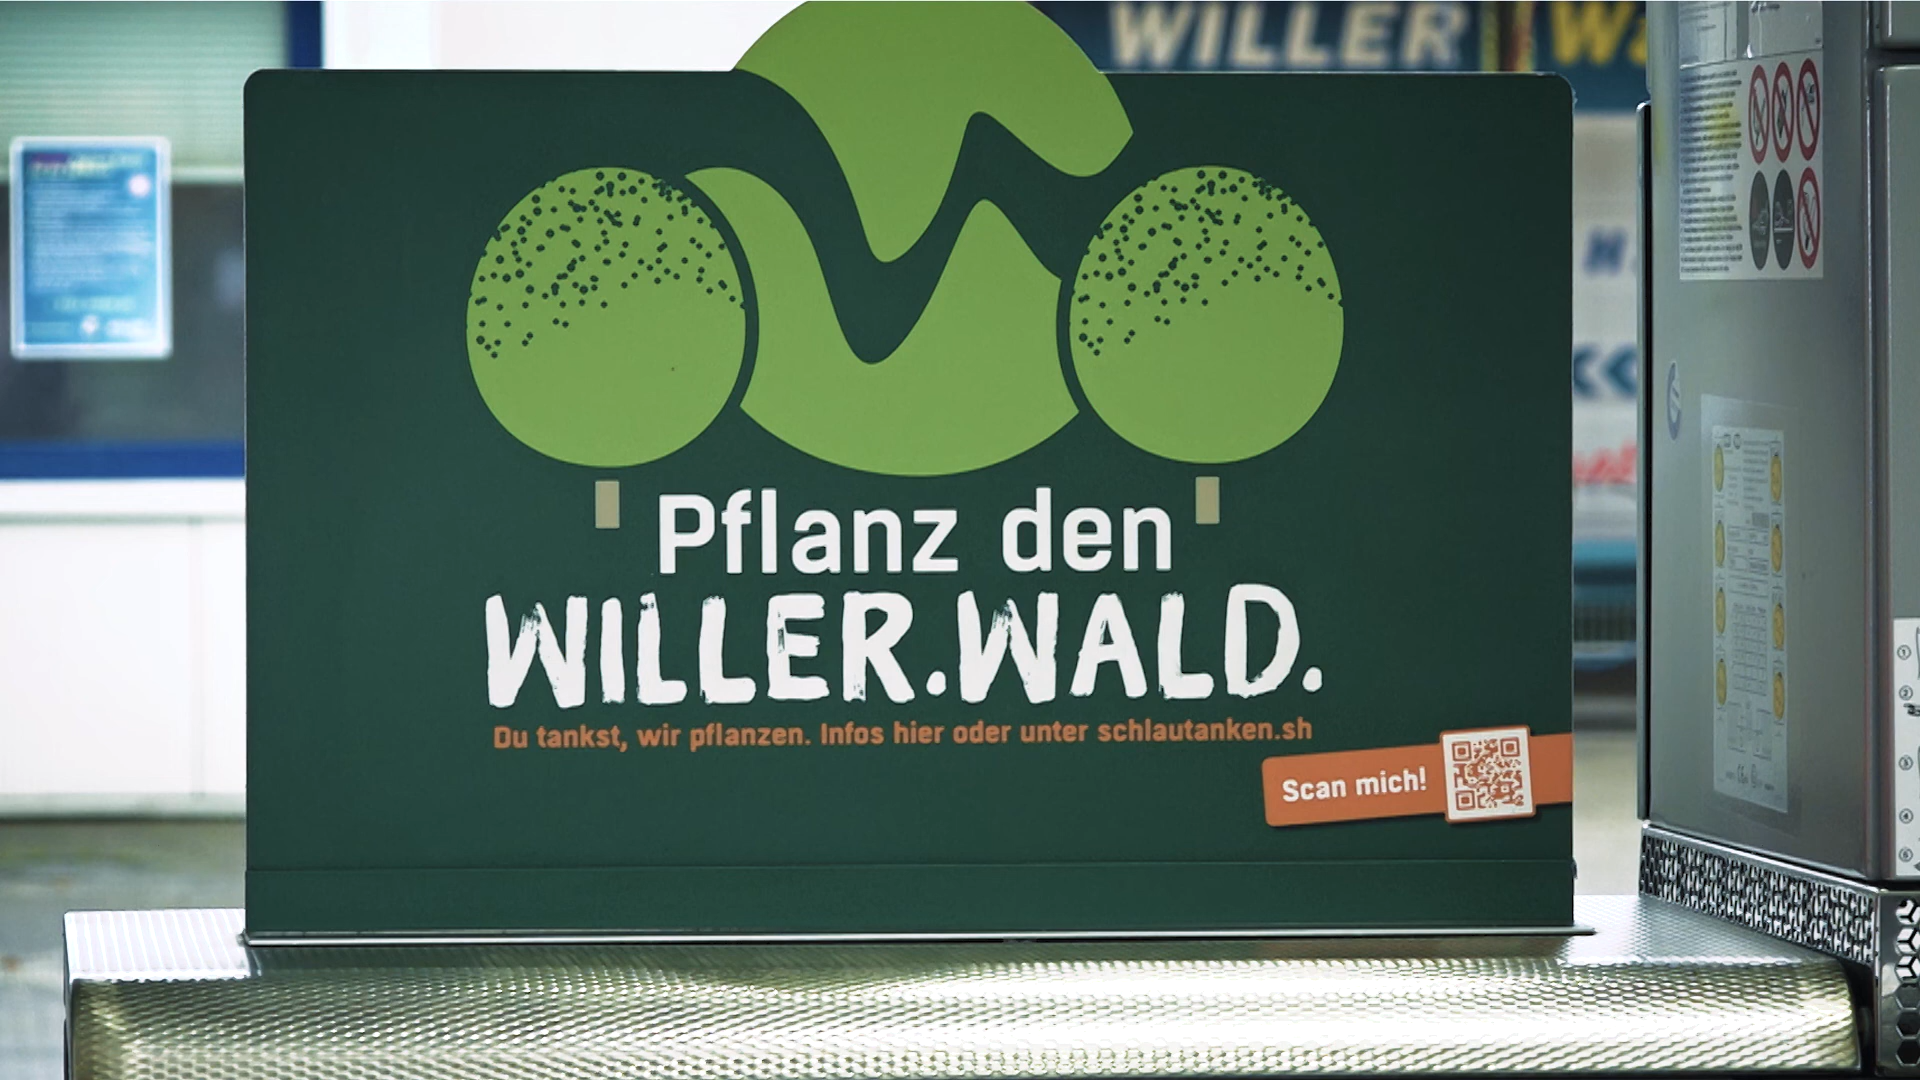 WILLER
Pflanz den
WILLER.WALD.
Du tankst, wir pflanzen. Infos hier oder unter schlautanken.sh
Scan mich!